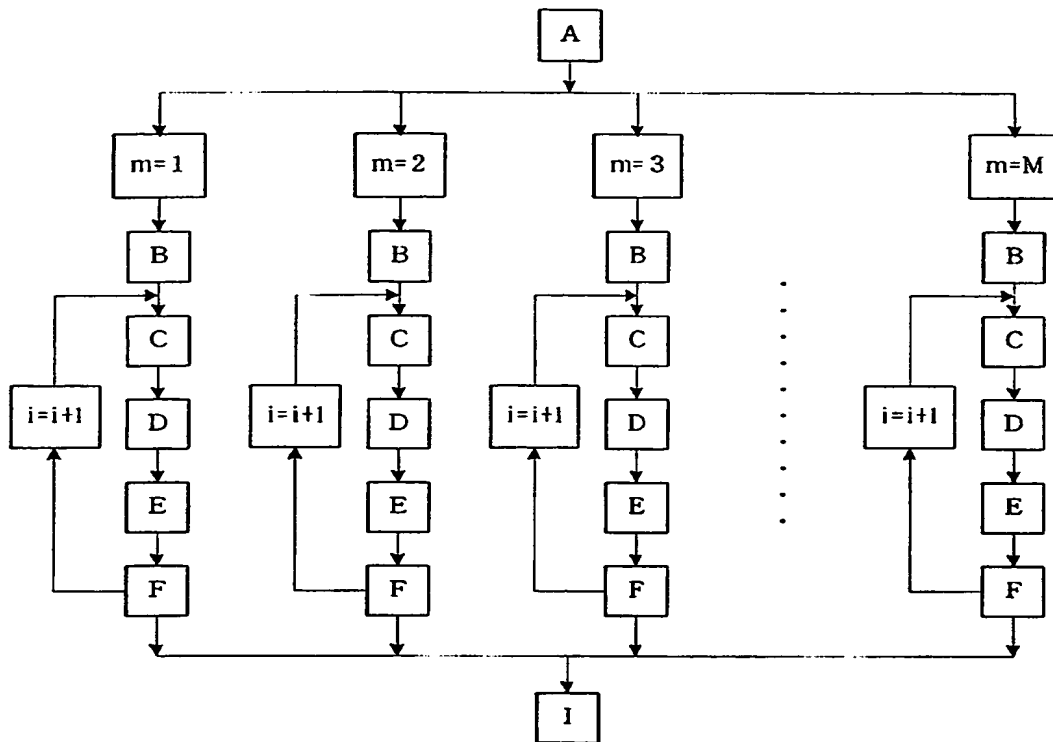 A
m=1 m=2 m=3 m=M
B B B B
C C C C
i=i+1 i=i+1 i=i+1 i=i+1
D D D D
E E E E
F F F F
I